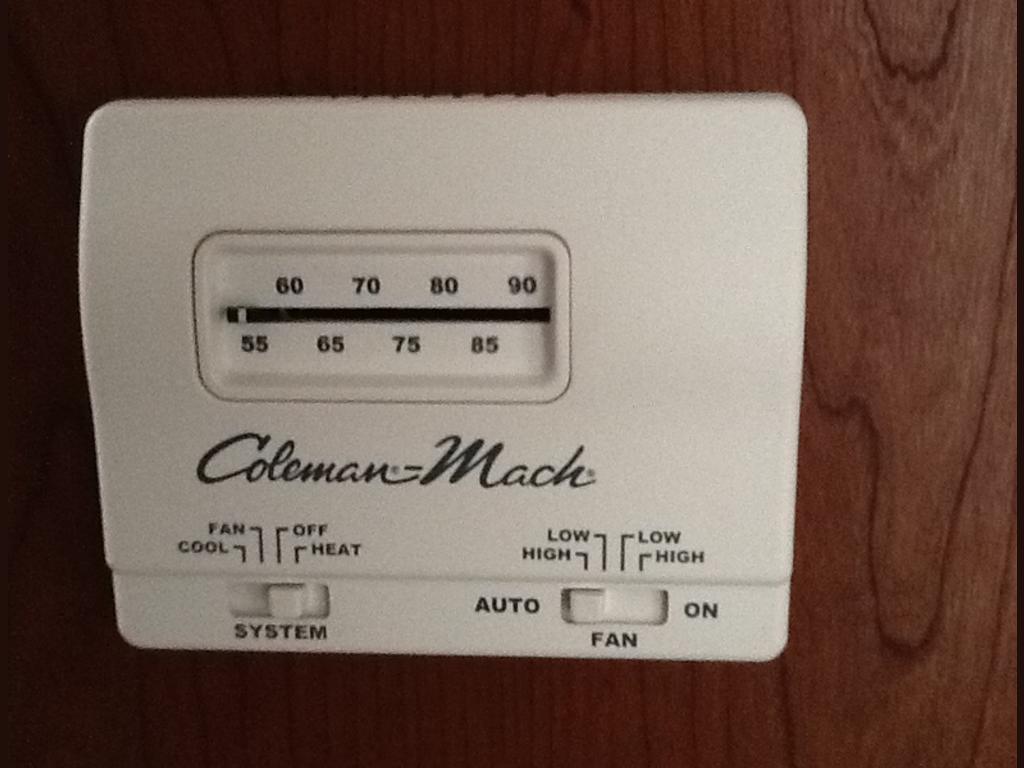 60 70 80 90
55 65 75 85
Coleman®-Mach®
FAN OFF LOW LOW
COOL HEAT HIGH HIGH
AUTO ON
SYSTEM FAN